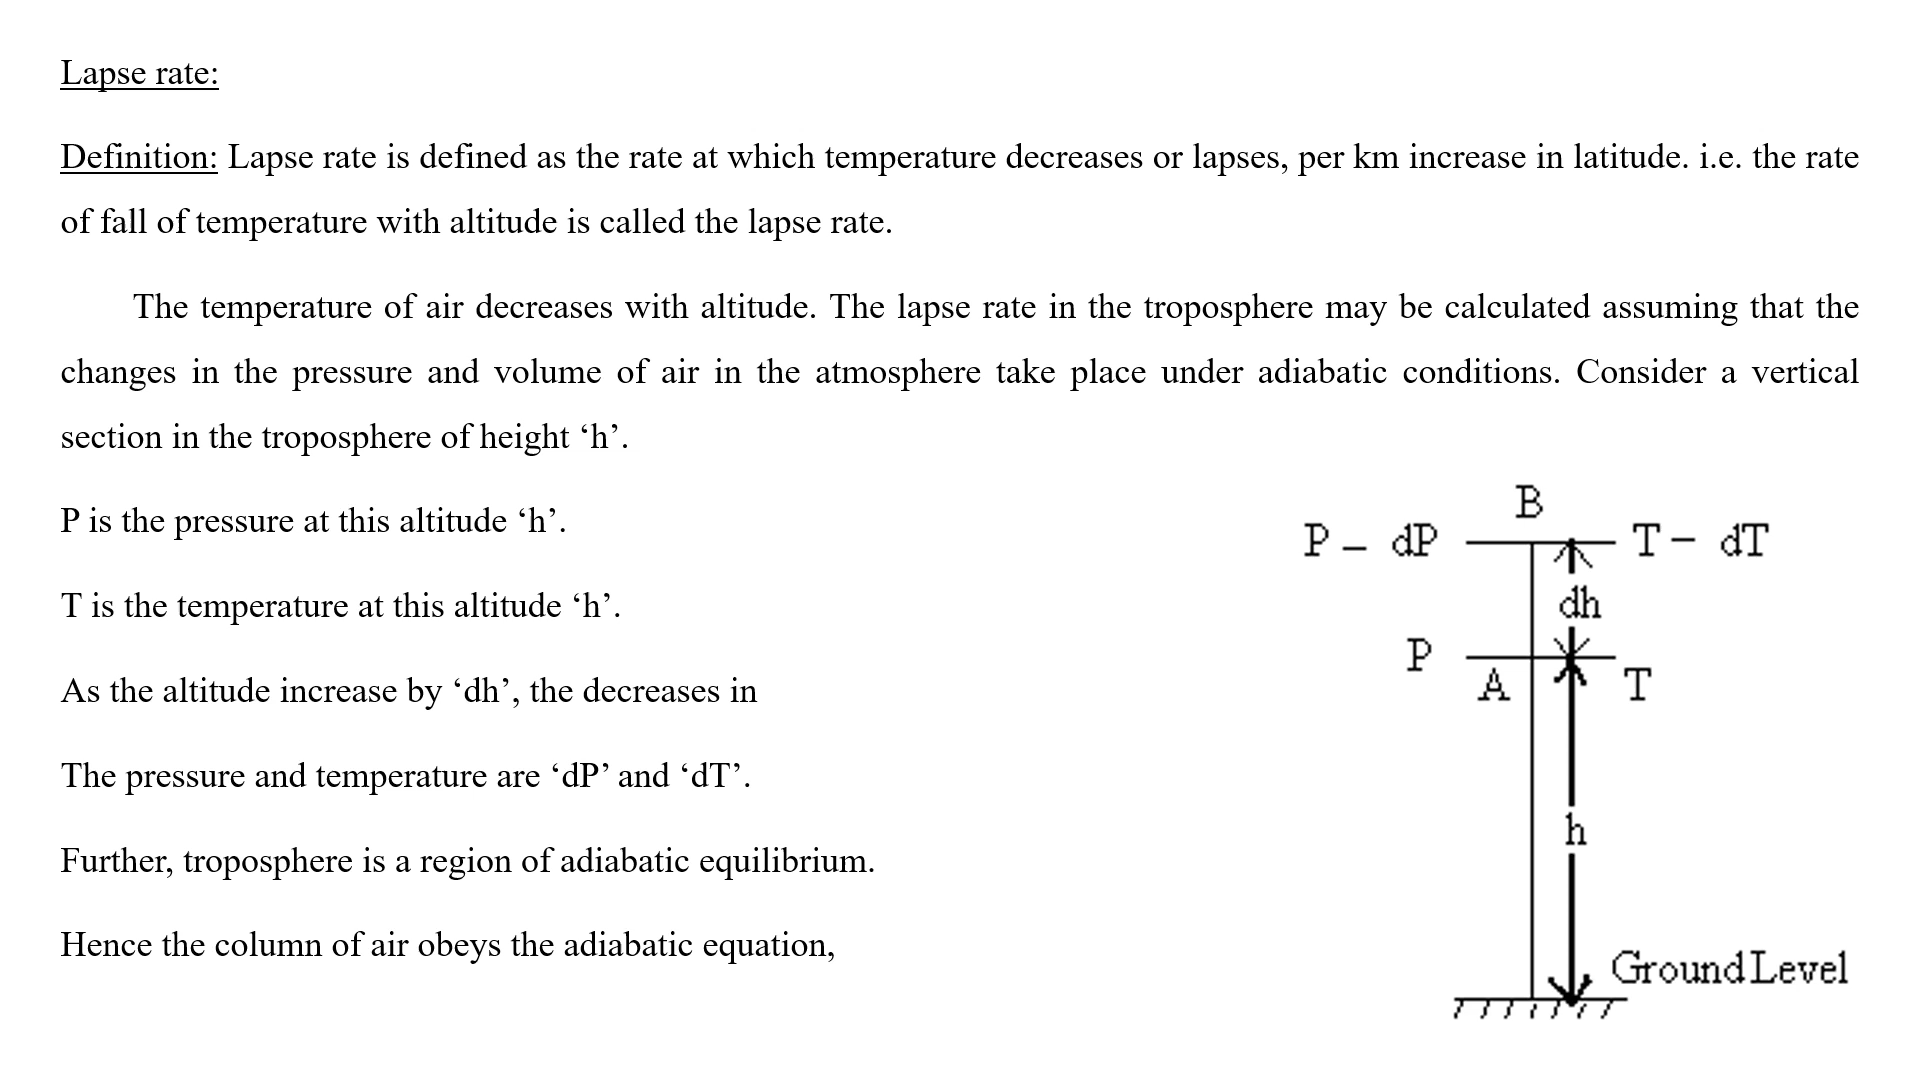 Lapse rate:
Definition: Lapse rate is defined as the rate at which temperature decreases or lapses, per km increase in latitude. i.e. the rate
of fall of temperature with altitude is called the lapse rate.
The temperature of air decreases with altitude. The lapse rate in the troposphere may be calculated assuming that the
changes in the pressure and volume of air in the atmosphere take place under adiabatic conditions. Consider a vertical
section in the troposphere of height ‘h’.
P is the pressure at this altitude ‘h’.
T is the temperature at this altitude ‘h’.
As the altitude increase by ‘dh’, the decreases in
The pressure and temperature are ‘dP’ and ‘dT’.
Further, troposphere is a region of adiabatic equilibrium.
Hence the column of air obeys the adiabatic equation,
B
P – dP T – dT
dh
P
A T
h
Ground Level